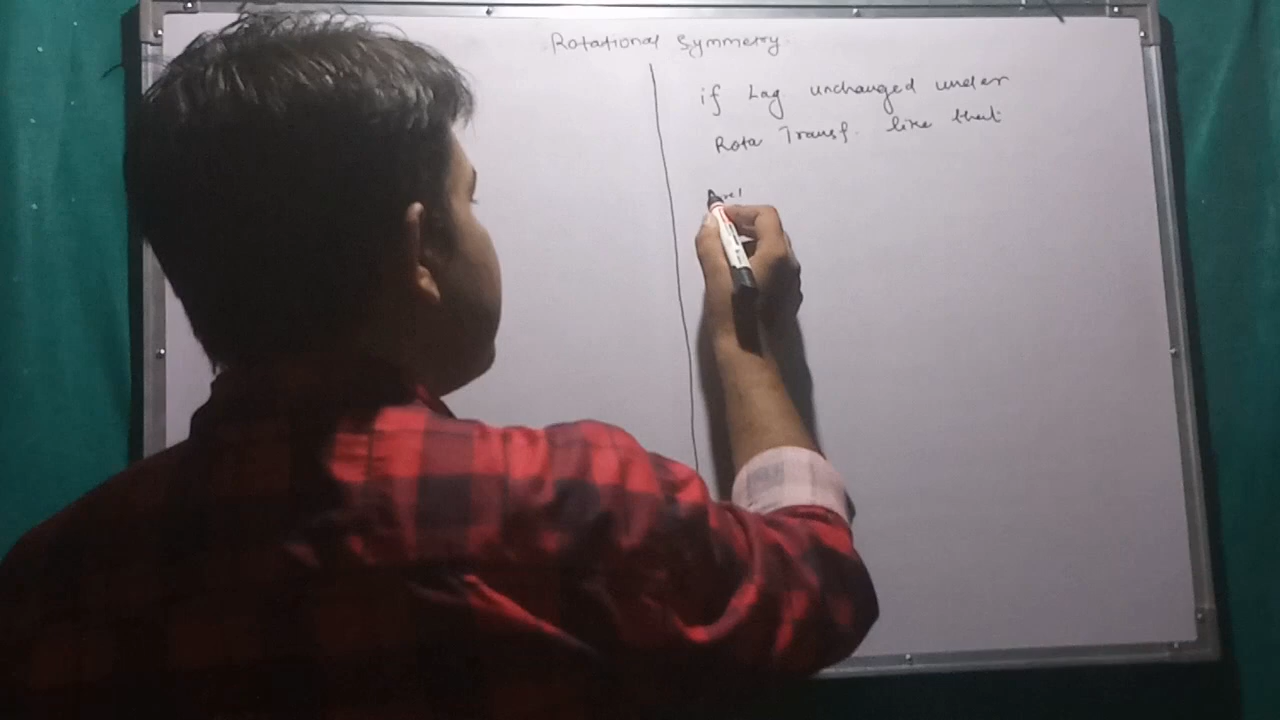 Rotational Symmetry
if Lag unchanged under
Rota Transf. like that